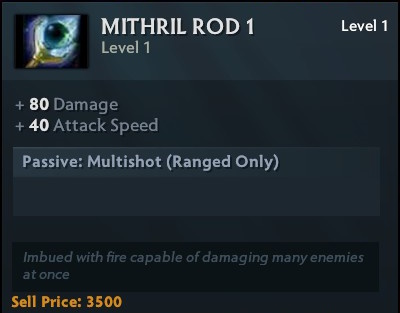 MITHRIL ROD 1
Level 1
Level 1
+ 80 Damage
+ 40 Attack Speed
Passive: Multishot (Ranged Only)
Imbued with fire capable of damaging many enemies
at once
Sell Price: 3500